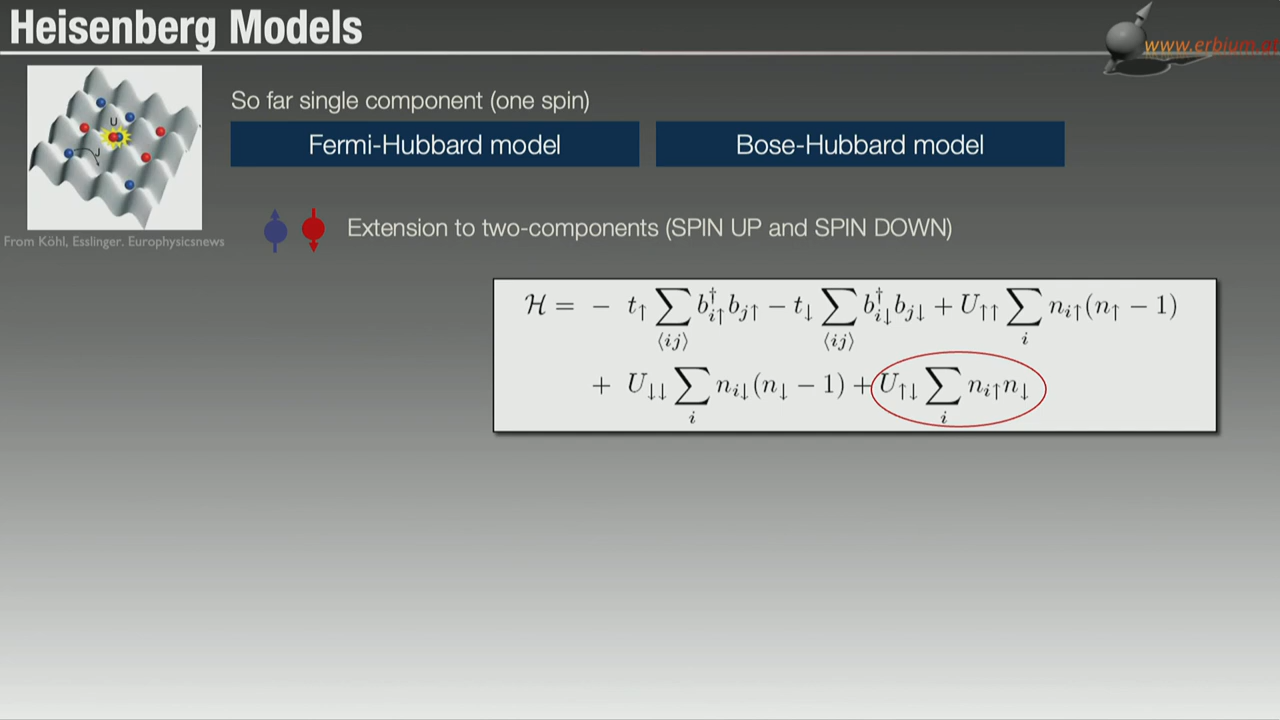 Heisenberg Models
www.erbium.at
So far single component (one spin)
U
J
Fermi-Hubbard model
Bose-Hubbard model
Extension to two-components (SPIN UP and SPIN DOWN)
From Köhl, Esslinger. Europhysicsnews
ℋ = − t↑ ∑⟨ij⟩ b†i↑ bj↑ − t↓ ∑⟨ij⟩ b†i↓ bj↓ + U↑↑ ∑i ni↑(n↑ − 1)
+ U↓↓ ∑i ni↓(n↓ − 1) + U↑↓ ∑i ni↑n↓